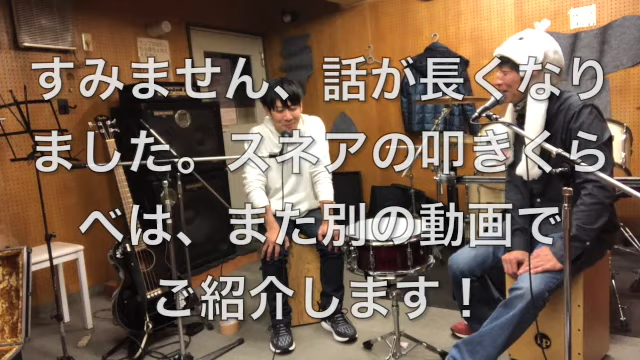 すみません、話が長くなり
ました。スネアの叩きくら
べは、また別の動画で
ご紹介します！